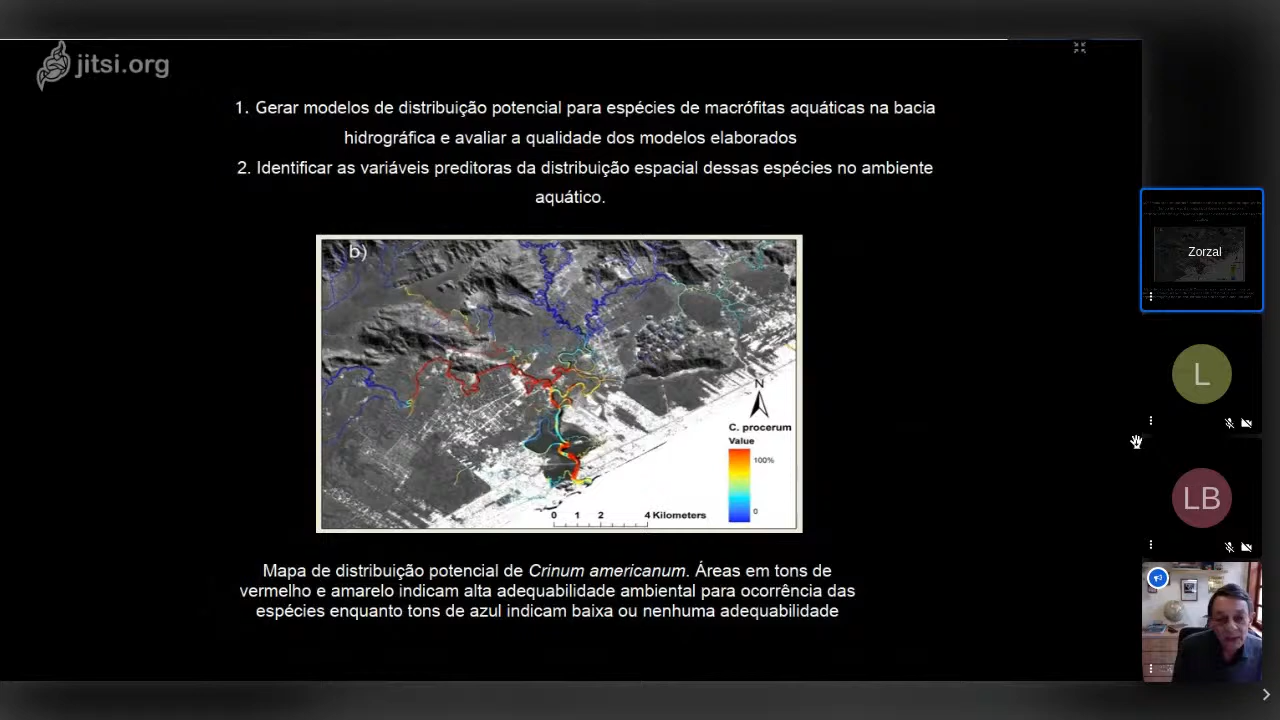 jitsi.org
1. Gerar modelos de distribuição potencial para espécies de macrófitas aquáticas na bacia
hidrográfica e avaliar a qualidade dos modelos elaborados
2. Identificar as variáveis preditoras da distribuição espacial dessas espécies no ambiente
aquático.
b)
N
C. procerum
Value
100%
0
0 1 2 4 Kilometers
Mapa de distribuição potencial de Crinum americanum. Áreas em tons de
vermelho e amarelo indicam alta adequabilidade ambiental para ocorrência das
espécies enquanto tons de azul indicam baixa ou nenhuma adequabilidade
Zorzal
L
LB